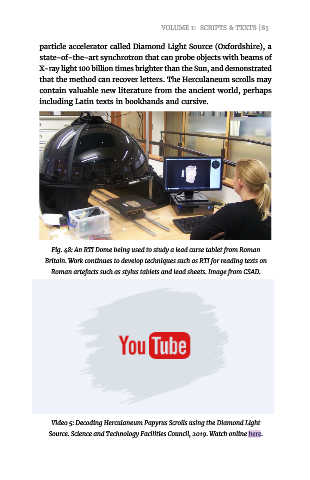 VOLUME 1: SCRIPTS & TEXTS | 83
particle accelerator called Diamond Light Source (Oxfordshire), a
state-of-the-art synchrotron that can probe objects with beams of
X-ray light 100 billion times brighter than the Sun, and demonstrated
that the method can recover letters. The Herculaneum scrolls may
contain valuable new literature from the ancient world, perhaps
including Latin texts in bookhands and cursive.
Fig. 48: An RTI Dome being used to study a lead curse tablet from Roman
Britain. Work continues to develop techniques such as RTI for reading texts on
Roman artefacts such as stylus tablets and lead sheets. Image from CSAD.
YouTube
Video 5: Decoding Herculaneum Papyrus Scrolls using the Diamond Light
Source. Science and Technology Facilities Council, 2019. Watch online here.